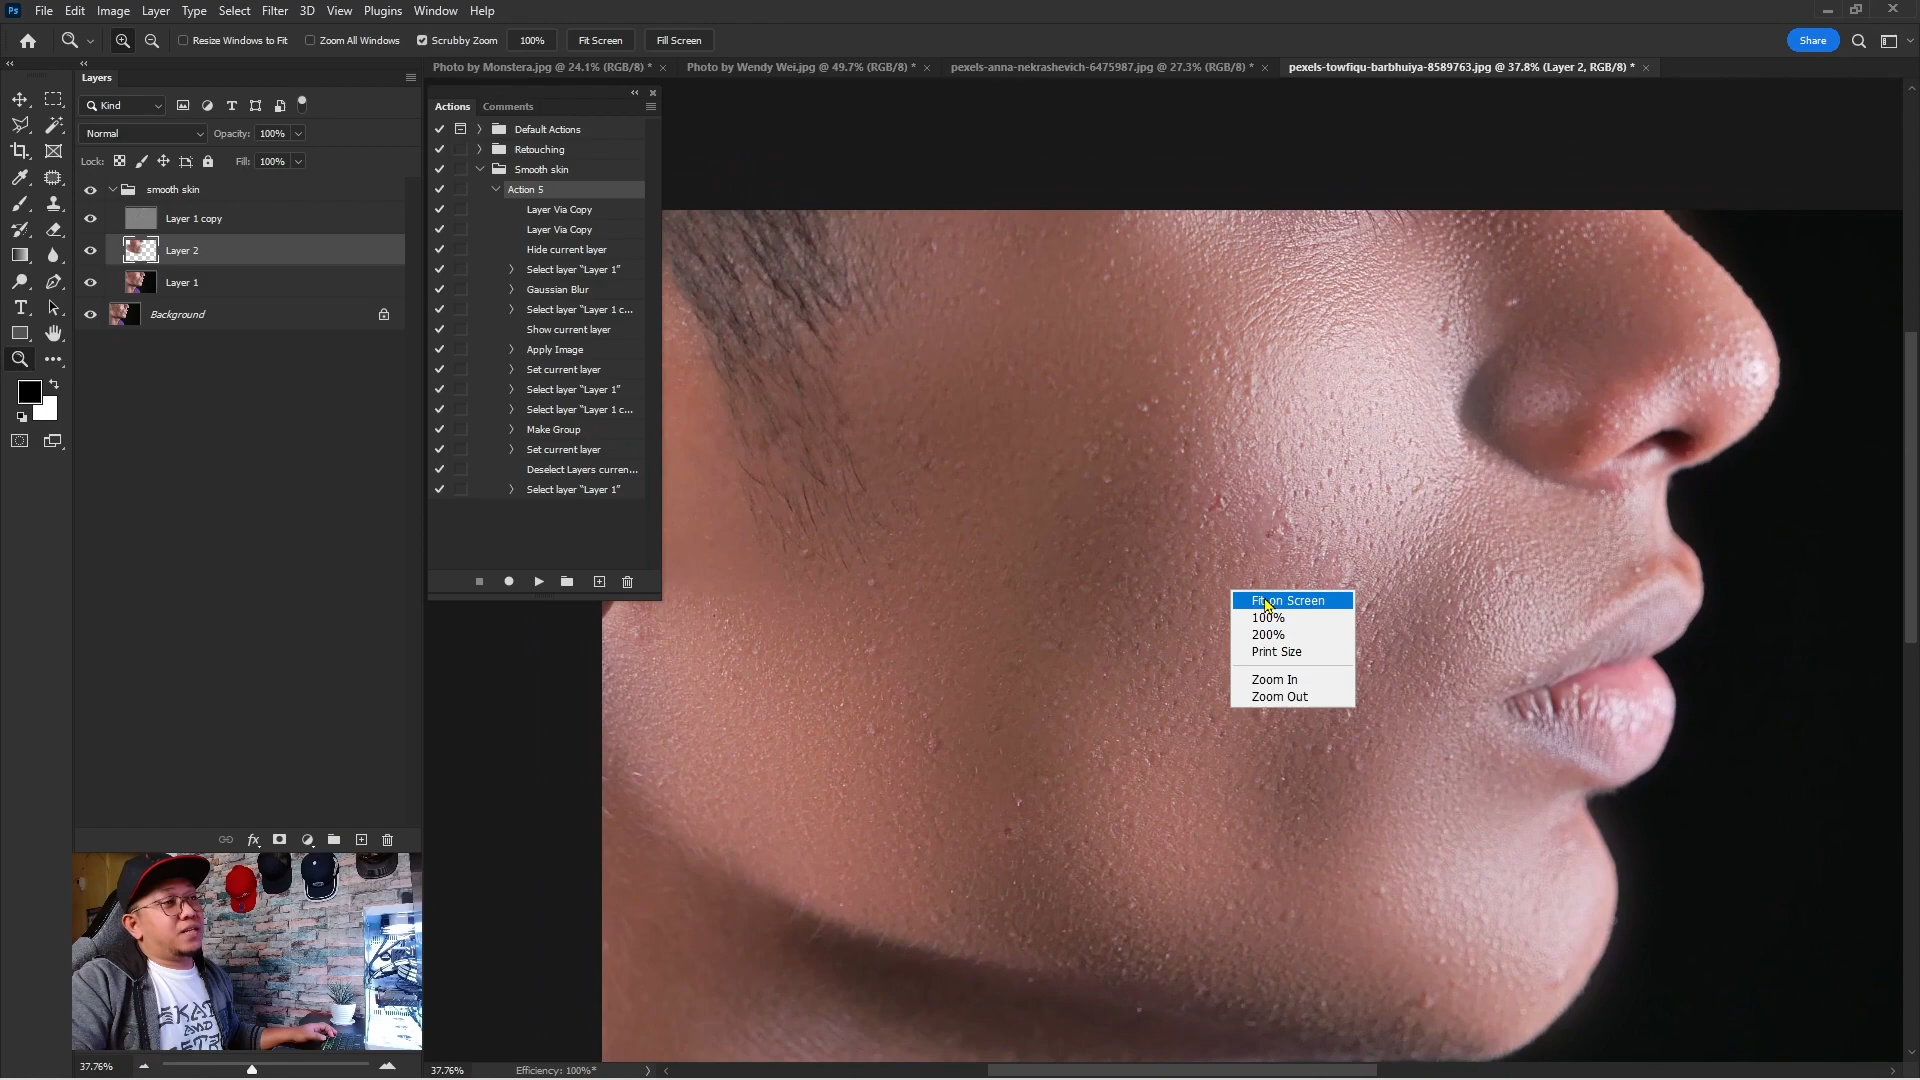 Ps File Edit Image Layer Type Select Filter 3D View Plugins Window Help
Resize Windows to Fit Zoom All Windows Scrubby Zoom 100% Fit Screen Fill Screen Share
Photo by Monstera.jpg @ 24.1% (RGB/8) * Photo by Wendy Wei.jpg @ 49.7% (RGB/8) * pexels-anna-nekrashevich-6475987.jpg @ 27.3% (RGB/8) * pexels-towfiqu-barbhuiya-8589763.jpg @ 37.8% (Layer 2, RGB/8) *
Layers
Kind
Normal Opacity: 100%
Lock: Fill: 100%
smooth skin
Layer 1 copy
Layer 2
Layer 1
Background
Actions Comments
Default Actions
Retouching
Smooth skin
Action 5
Layer Via Copy
Layer Via Copy
Hide current layer
Select layer “Layer 1”
Gaussian Blur
Select layer “Layer 1 c...
Show current layer
Apply Image
Set current layer
Select layer “Layer 1”
Select layer “Layer 1 c...
Make Group
Set current layer
Deselect Layers curren...
Select layer “Layer 1”
Fit on Screen
100%
200%
Print Size
Zoom In
Zoom Out
AND
37.76%
37.76% Efficiency: 100%*